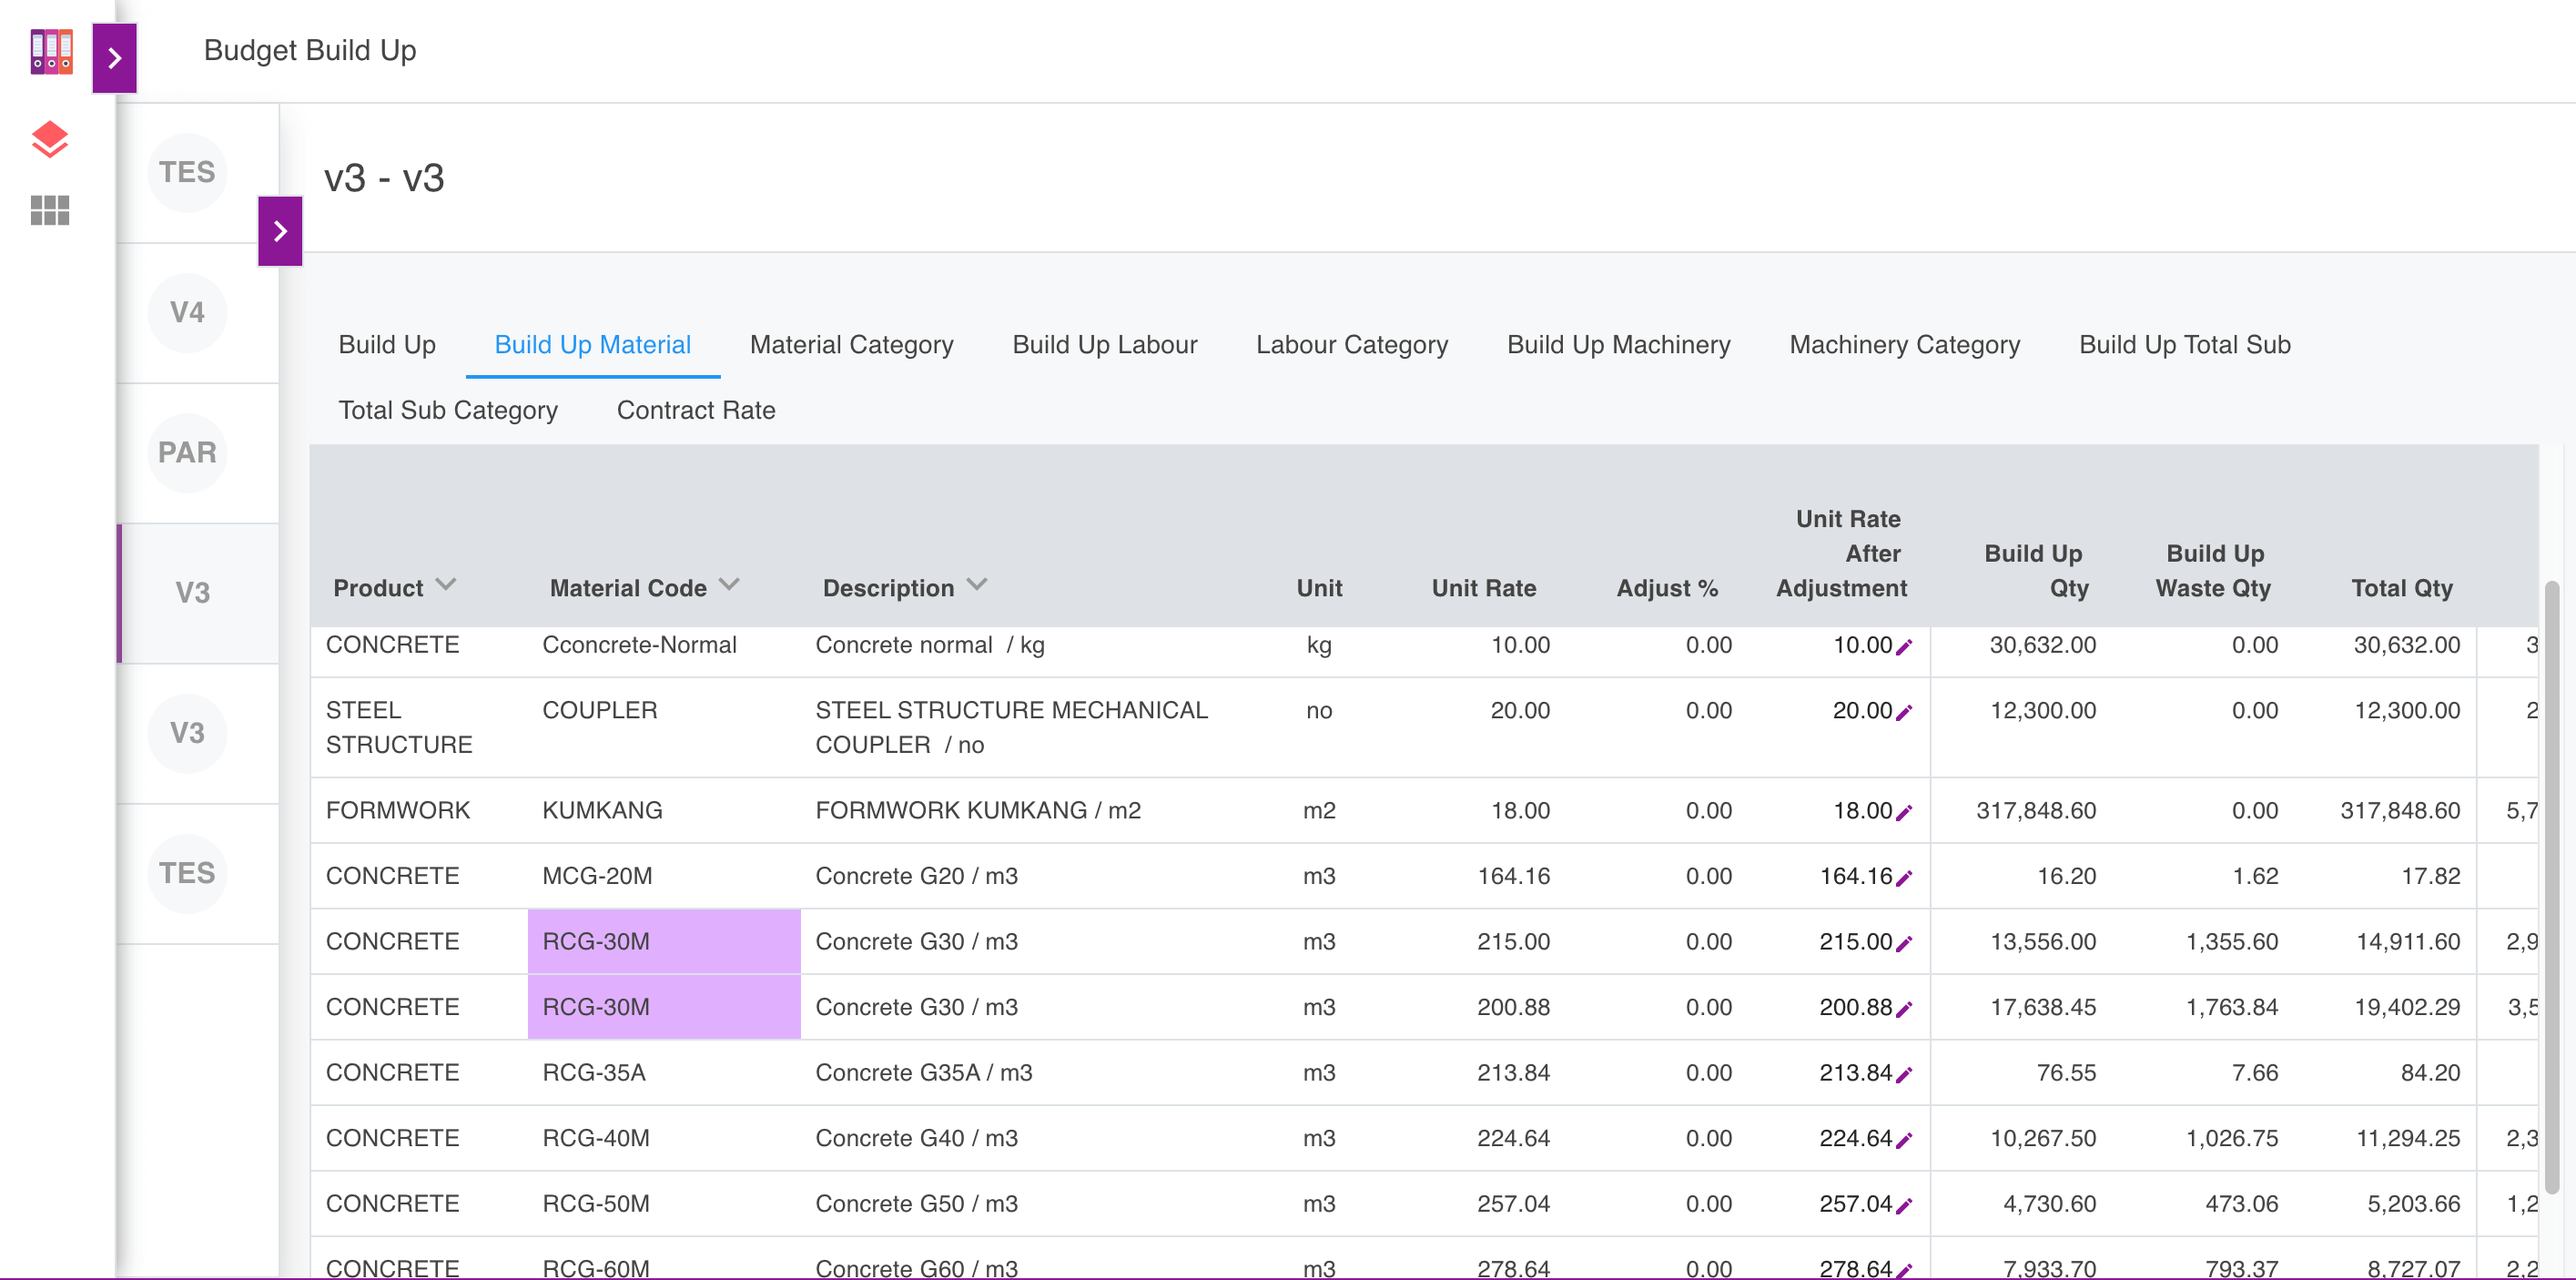 Budget Build Up
TES
V4
PAR
V3
V3
TES
v3 - v3
Build Up Build Up Material Material Category Build Up Labour Labour Category Build Up Machinery Machinery Category Build Up Total Sub
Total Sub Category Contract Rate
Product Material Code Description Unit Unit Rate Adjust % Unit Rate After Adjustment Build Up Qty Build Up Waste Qty Total Qty
CONCRETE Cconcrete-Normal Concrete normal / kg kg 10.00 0.00 10.00 30,632.00 0.00 30,632.00 3
STEEL STRUCTURE COUPLER STEEL STRUCTURE MECHANICAL COUPLER / no no 20.00 0.00 20.00 12,300.00 0.00 12,300.00 2
FORMWORK KUMKANG FORMWORK KUMKANG / m2 m2 18.00 0.00 18.00 317,848.60 0.00 317,848.60 5,7
CONCRETE MCG-20M Concrete G20 / m3 m3 164.16 0.00 164.16 16.20 1.62 17.82
CONCRETE RCG-30M Concrete G30 / m3 m3 215.00 0.00 215.00 13,556.00 1,355.60 14,911.60 2,9
CONCRETE RCG-30M Concrete G30 / m3 m3 200.88 0.00 200.88 17,638.45 1,763.84 19,402.29 3,5
CONCRETE RCG-35A Concrete G35A / m3 m3 213.84 0.00 213.84 76.55 7.66 84.20
CONCRETE RCG-40M Concrete G40 / m3 m3 224.64 0.00 224.64 10,267.50 1,026.75 11,294.25 2,3
CONCRETE RCG-50M Concrete G50 / m3 m3 257.04 0.00 257.04 4,730.60 473.06 5,203.66 1,2
CONCRETE RCG-60M Concrete G60 / m3 m3 278.64 0.00 278.64 7,933.70 793.37 8,727.07 2,2